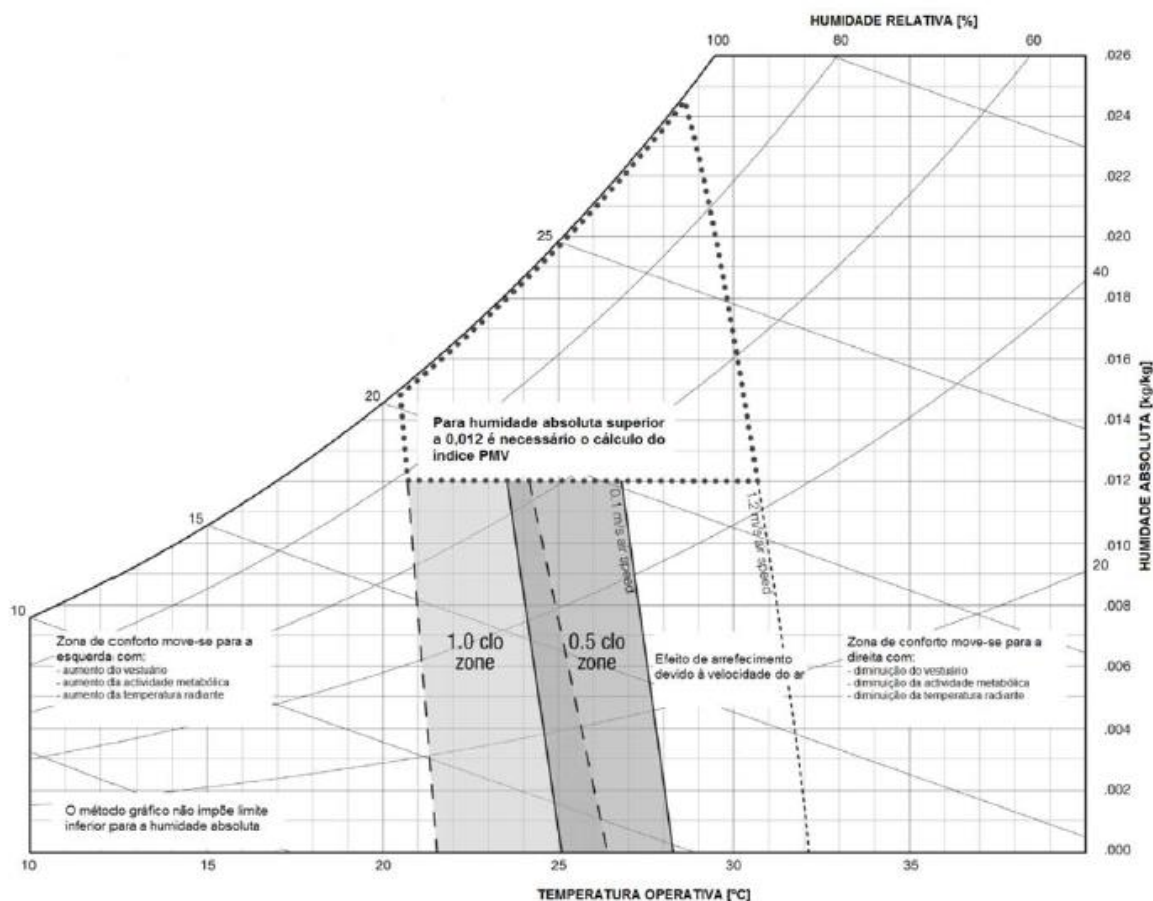 HUMIDADE RELATIVA [%]
100
80
60
.026
.024
.022
25
.020
40
.018
.016
20
.014
Para humidade absoluta superior
a 0,012 é necessário o cálculo do
índice PMV
.012
0.1 m/s air speed
1.2 m/s air speed
HUMIDADE ABSOLUTA [kg/kg]
15
.010
20
10
.008
Zona de conforto move-se para a
esquerda com:
- aumento do vestuário
- aumento da actividade metabólica
- aumento da temperatura radiante
1.0 clo
zone
0.5 clo
zone
Efeito de arrefecimento
devido à velocidade do ar
Zona de conforto move-se para a
direita com:
- diminuição do vestuário
- diminuição da actividade metabólica
- diminuição da temperatura radiante
.006
.004
.002
O método gráfico não impõe limite
inferior para a humidade absoluta
.000
10
15
20
25
30
35
TEMPERATURA OPERATIVA [ºC]